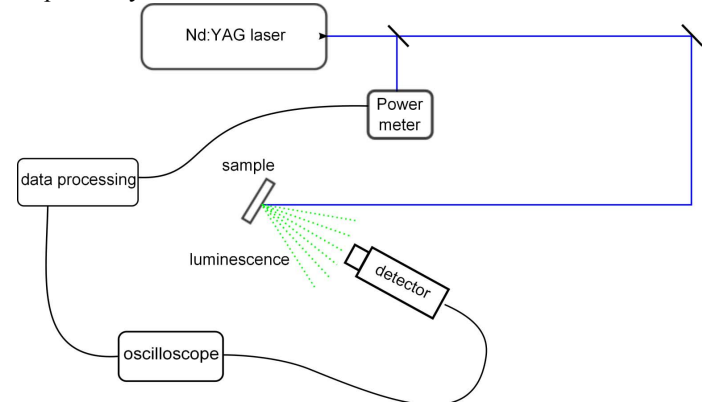 Nd:YAG laser
Power
meter
sample
data processing
luminescence
detector
oscilloscope